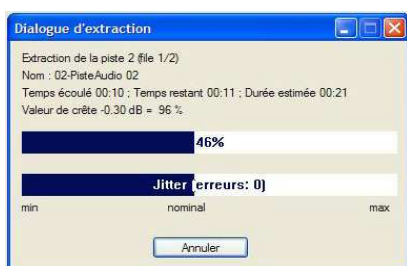 Dialogue d'extraction
Extraction de la piste 2 (file 1/2)
Nom : 02-PisteAudio 02
Temps écoulé 00:10 ; Temps restant 00:11 ; Durée estimée 00:21
Valeur de crête -0.30 dB = 96 %
46%
Jitter (erreurs: 0)
min nominal max
Annuler